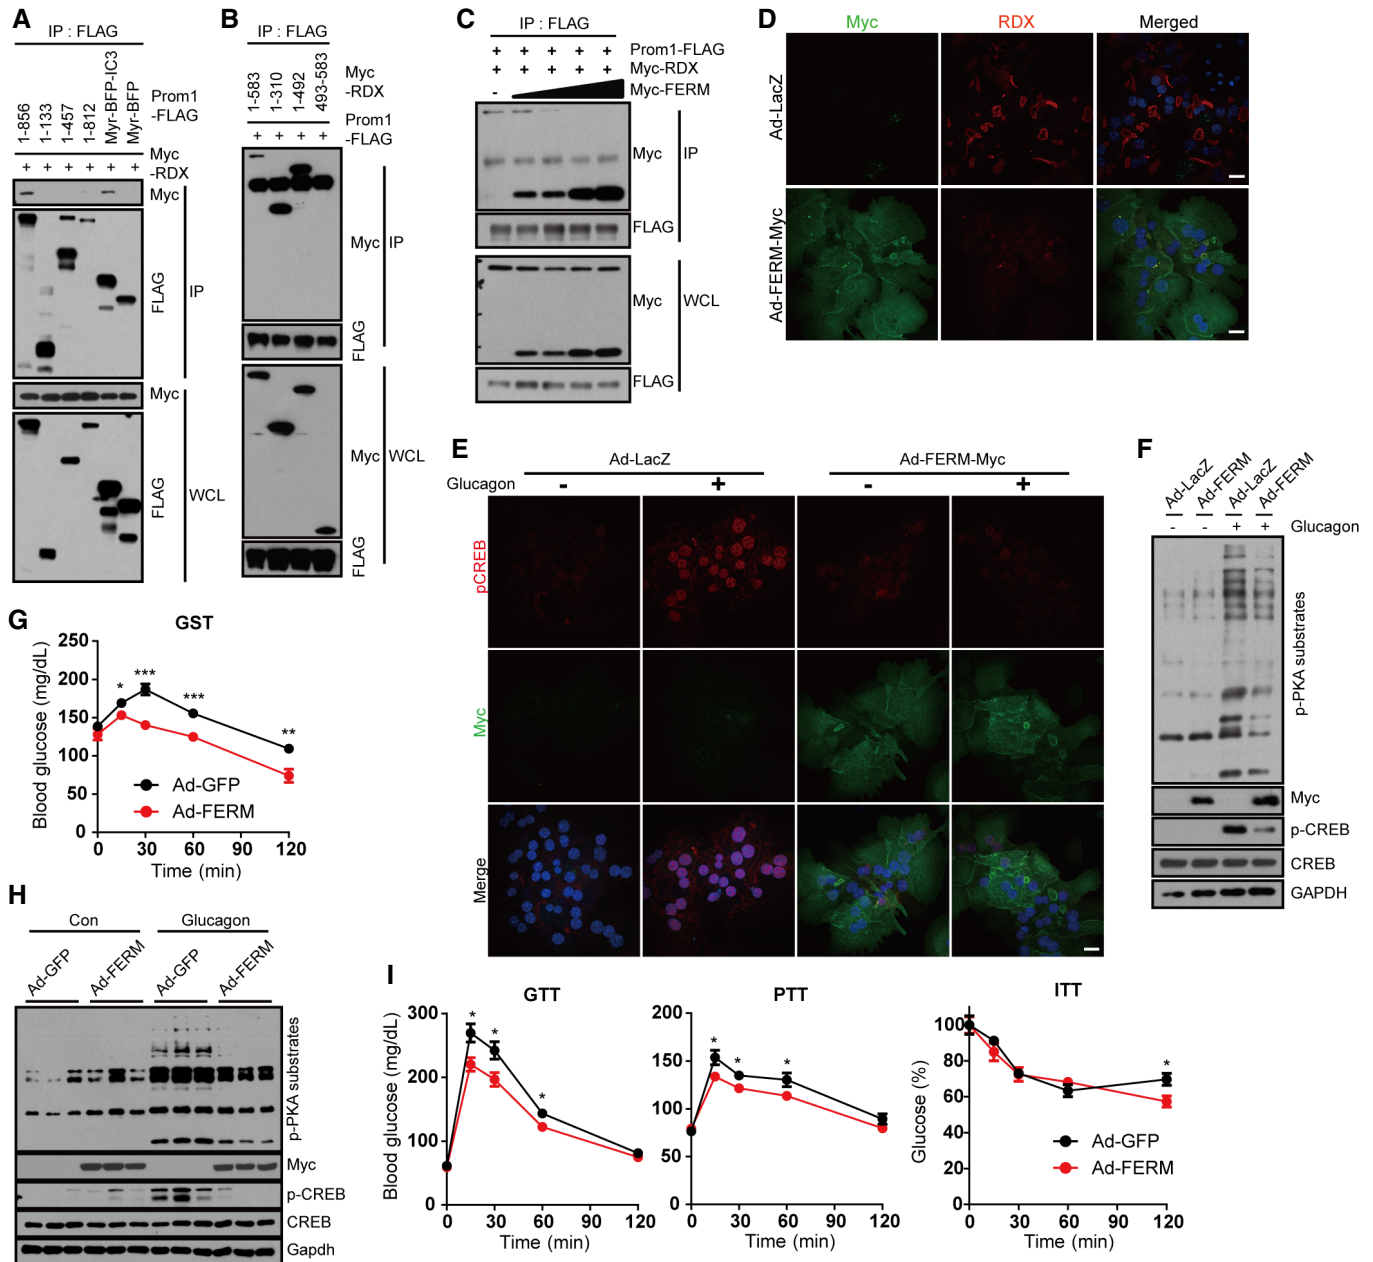 A
IP : FLAG
1-856
1-133
1-457
1-812
Myr-BFP-IC3
Myr-BFP
Prom1
-FLAG
Myc
-RDX
+ + + + + +
Myc
FLAG
IP
Myc
FLAG
WCL
B
IP : FLAG
1-583
1-310
1-492
493-583
Myc
-RDX
Prom1
-FLAG
+ + + +
Myc
IP
FLAG
Myc
WCL
FLAG
C
IP : FLAG
+ + + + + Prom1-FLAG
+ + + + + Myc-RDX
- Myc-FERM
Myc
IP
FLAG
Myc
WCL
FLAG
D
Myc RDX Merged
Ad-LacZ
Ad-FERM-Myc
E
Ad-LacZ Ad-FERM-Myc
Glucagon - + - +
pCREB
Myc
Merge
F
Ad-LacZ
Ad-FERM
Ad-LacZ
Ad-FERM
- - + + Glucagon
p-PKA substrates
Myc
p-CREB
CREB
GAPDH
G
GST
Blood glucose (mg/dL)
250
200
150
100
50
0
* *** *** **
Ad-GFP
Ad-FERM
0 30 60 90 120
Time (min)
H
Con Glucagon
Ad-GFP
Ad-FERM
Ad-GFP
Ad-FERM
p-PKA substrates
Myc
p-CREB
CREB
Gapdh
I
GTT
Blood glucose (mg/dL)
300
200
100
0
* * *
0 30 60 90 120
Time (min)
PTT
200
150
100
50
0
* * *
0 30 60 90 120
Time (min)
ITT
Glucose (%)
100
80
60
40
20
0
*
Ad-GFP
Ad-FERM
0 30 60 90 120
Time (min)